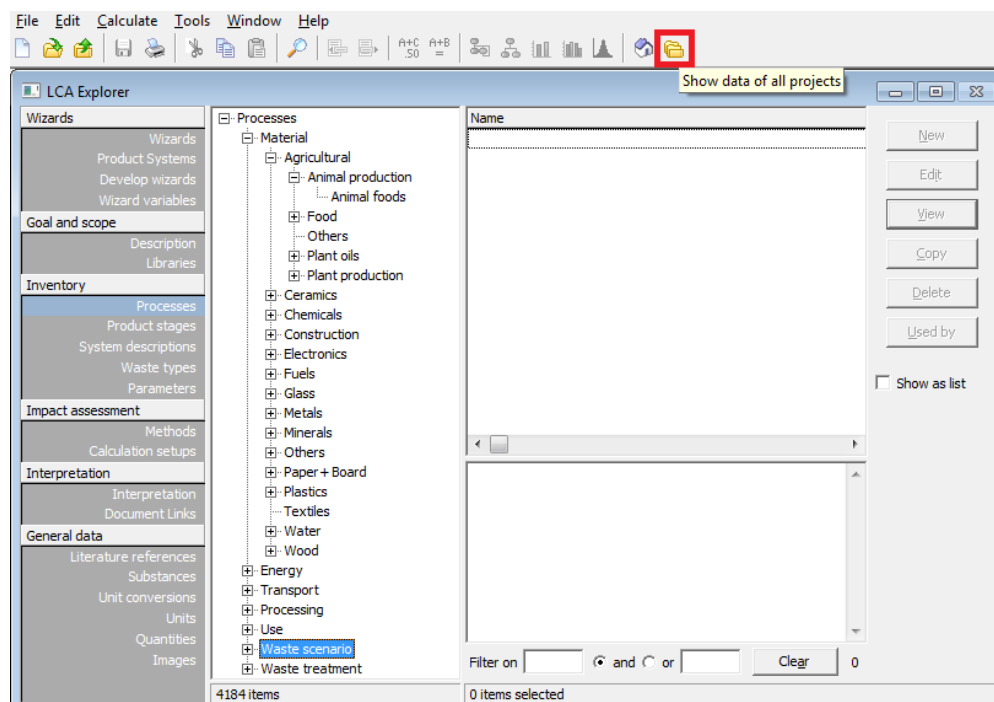 File Edit Calculate Tools Window Help
A+C .50 A+B =
Show data of all projects
LCA Explorer
Wizards
Wizards
Product Systems
Develop wizards
Wizard variables
Goal and scope
Description
Libraries
Inventory
Processes
Product stages
System descriptions
Waste types
Parameters
Impact assessment
Methods
Calculation setups
Interpretation
Interpretation
Document Links
General data
Literature references
Substances
Unit conversions
Units
Quantities
Images
Processes
Material
Agricultural
Animal production
Animal foods
Food
Others
Plant oils
Plant production
Ceramics
Chemicals
Construction
Electronics
Fuels
Glass
Metals
Minerals
Others
Paper + Board
Plastics
Textiles
Water
Wood
Energy
Transport
Processing
Use
Waste scenario
Waste treatment
4184 items
Name
Filter on and or Clear 0
0 items selected
New
Edit
View
Copy
Delete
Used by
Show as list